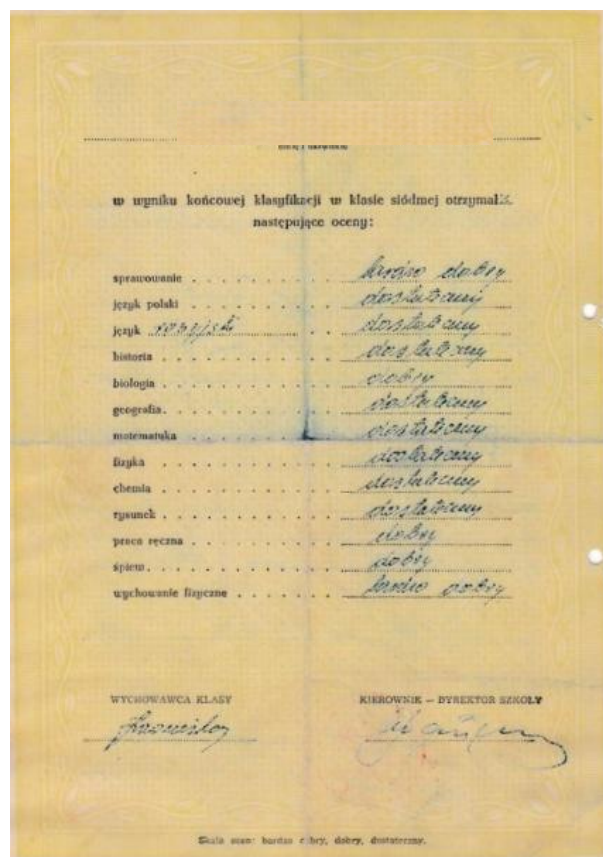 imię i nazwisko
w wyniku końcowej klasyfikacji w klasie siódmej otrzymał
następujące oceny:
sprawowanie . . . . . . . . . bardzo dobry
język polski . . . . . . . . . dostateczny
język rosyjski . . dostateczny
historia . . . . . . . . . . . dostateczny
biologia . . . . . . . . . . . dobry
geografia. . . . . . . . . . . dostateczny
matematyka . . . . . . . . . . dostateczny
fizyka . . . . . . . . . . . . dostateczny
chemia . . . . . . . . . . . . dostateczny
rysunek . . . . . . . . . . . dostateczny
praca ręczna . . . . . . . . . dobry
śpiew. . . . . . . . . . . . . dobry
wychowanie fizyczne . . . . . . bardzo dobry
WYCHOWAWCA KLASY KIEROWNIK — DYREKTOR SZKOŁY
Skala ocen: bardzo dobry, dobry, dostateczny.